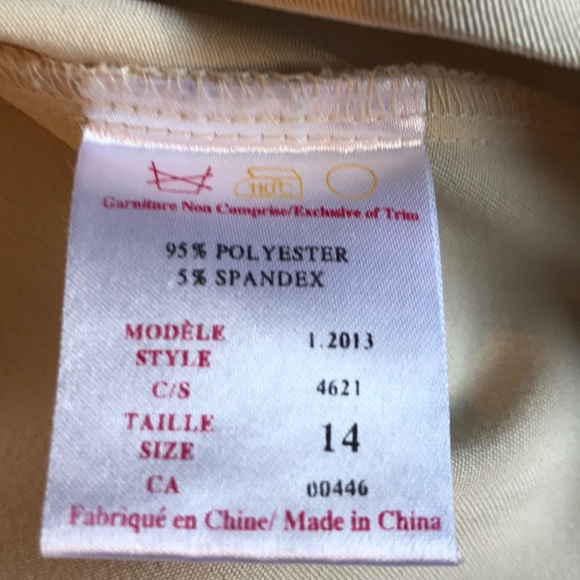 HOT
Garniture Non Comprise/Exclusive of Trim
95% POLYESTER
5% SPANDEX
MODÈLE 1.2013
STYLE
C/S 4621
TAILLE 14
SIZE
CA 00446
Fabriqué en Chine/ Made in China